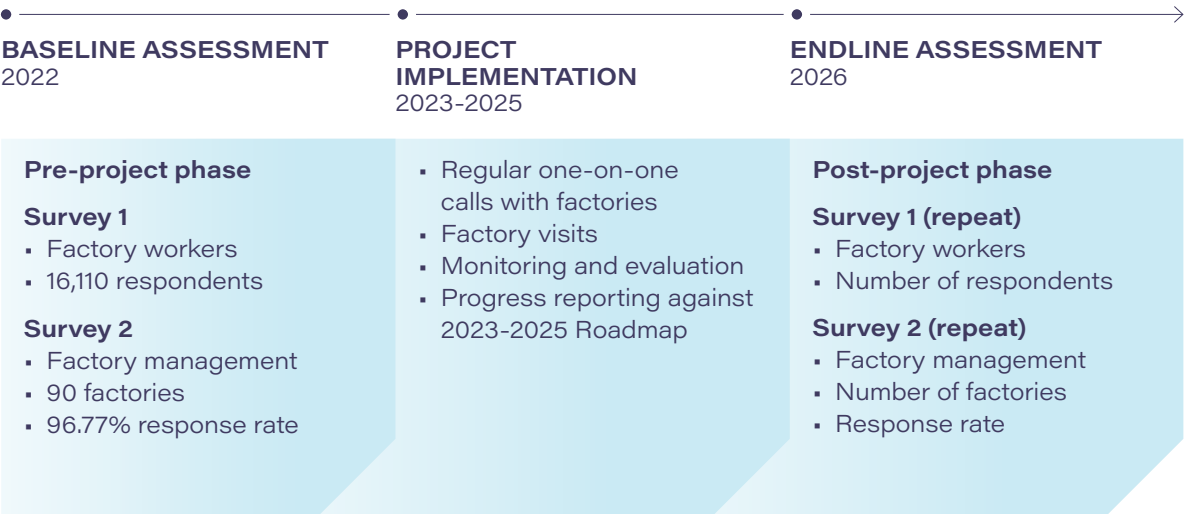 BASELINE ASSESSMENT
2022
PROJECT
IMPLEMENTATION
2023-2025
ENDLINE ASSESSMENT
2026
Pre-project phase
Survey 1
▪ Factory workers
▪ 16,110 respondents
Survey 2
▪ Factory management
▪ 90 factories
▪ 96.77% response rate
▪ Regular one-on-one
calls with factories
▪ Factory visits
▪ Monitoring and evaluation
▪ Progress reporting against
2023-2025 Roadmap
Post-project phase
Survey 1 (repeat)
▪ Factory workers
▪ Number of respondents
Survey 2 (repeat)
▪ Factory management
▪ Number of factories
▪ Response rate